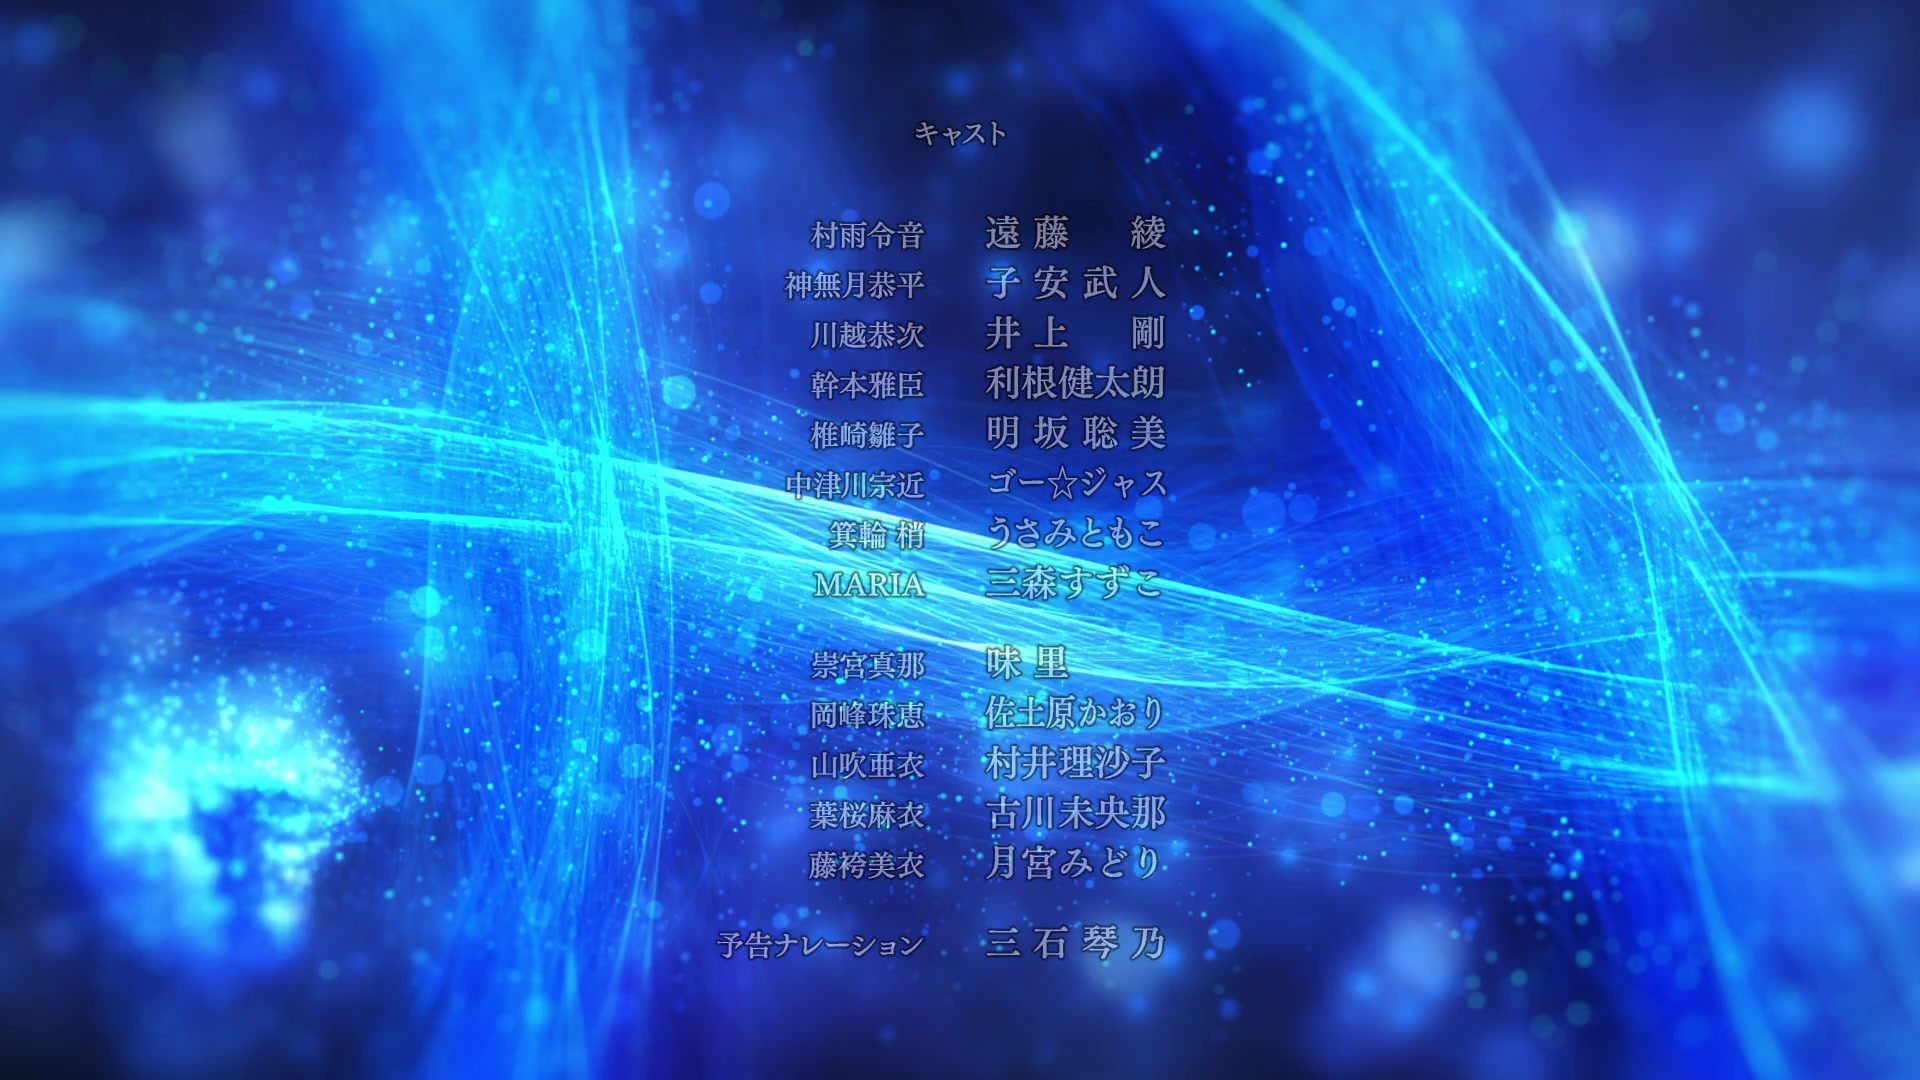 キャスト
村雨令音 遠藤 綾
神無月恭平 子安武人
川越恭次 井上 剛
幹本雅臣 利根健太朗
椎崎雛子 明坂聡美
中津川宗近 ゴー☆ジャス
箕輪 梢 うさみともこ
MARIA 三森すずこ
崇宮真那 味里
岡峰珠恵 佐土原かおり
山吹亜衣 村井理沙子
葉桜麻衣 古川未央那
藤袴美衣 月宮みどり
予告ナレーション 三石琴乃